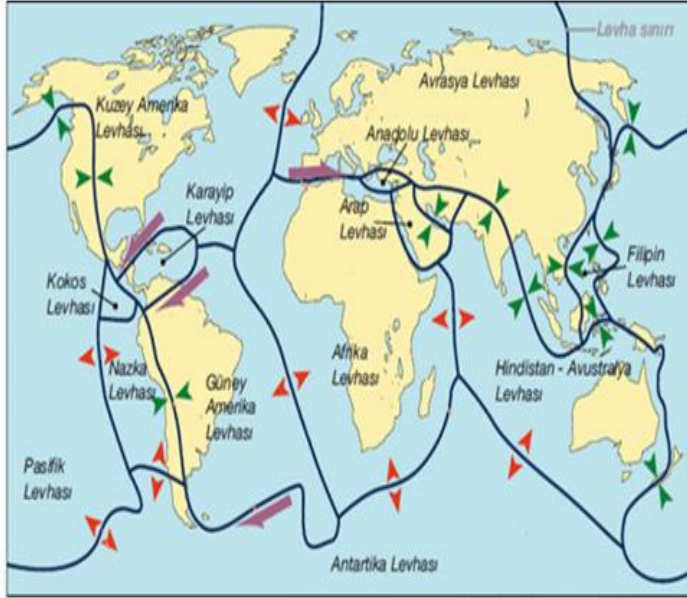 Levha sınırı
Avrasya Levhası
Kuzey Amerika
Levhası
Anadolu Levhası
Karayip
Levhası
Arap
Levhası
Kokos
Levhası
Filipin
Levhası
Nazka
Levhası
Güney
Amerika
Levhası
Afrika
Levhası
Hindistan - Avustralya
Levhası
Pasifik
Levhası
Antartika Levhası